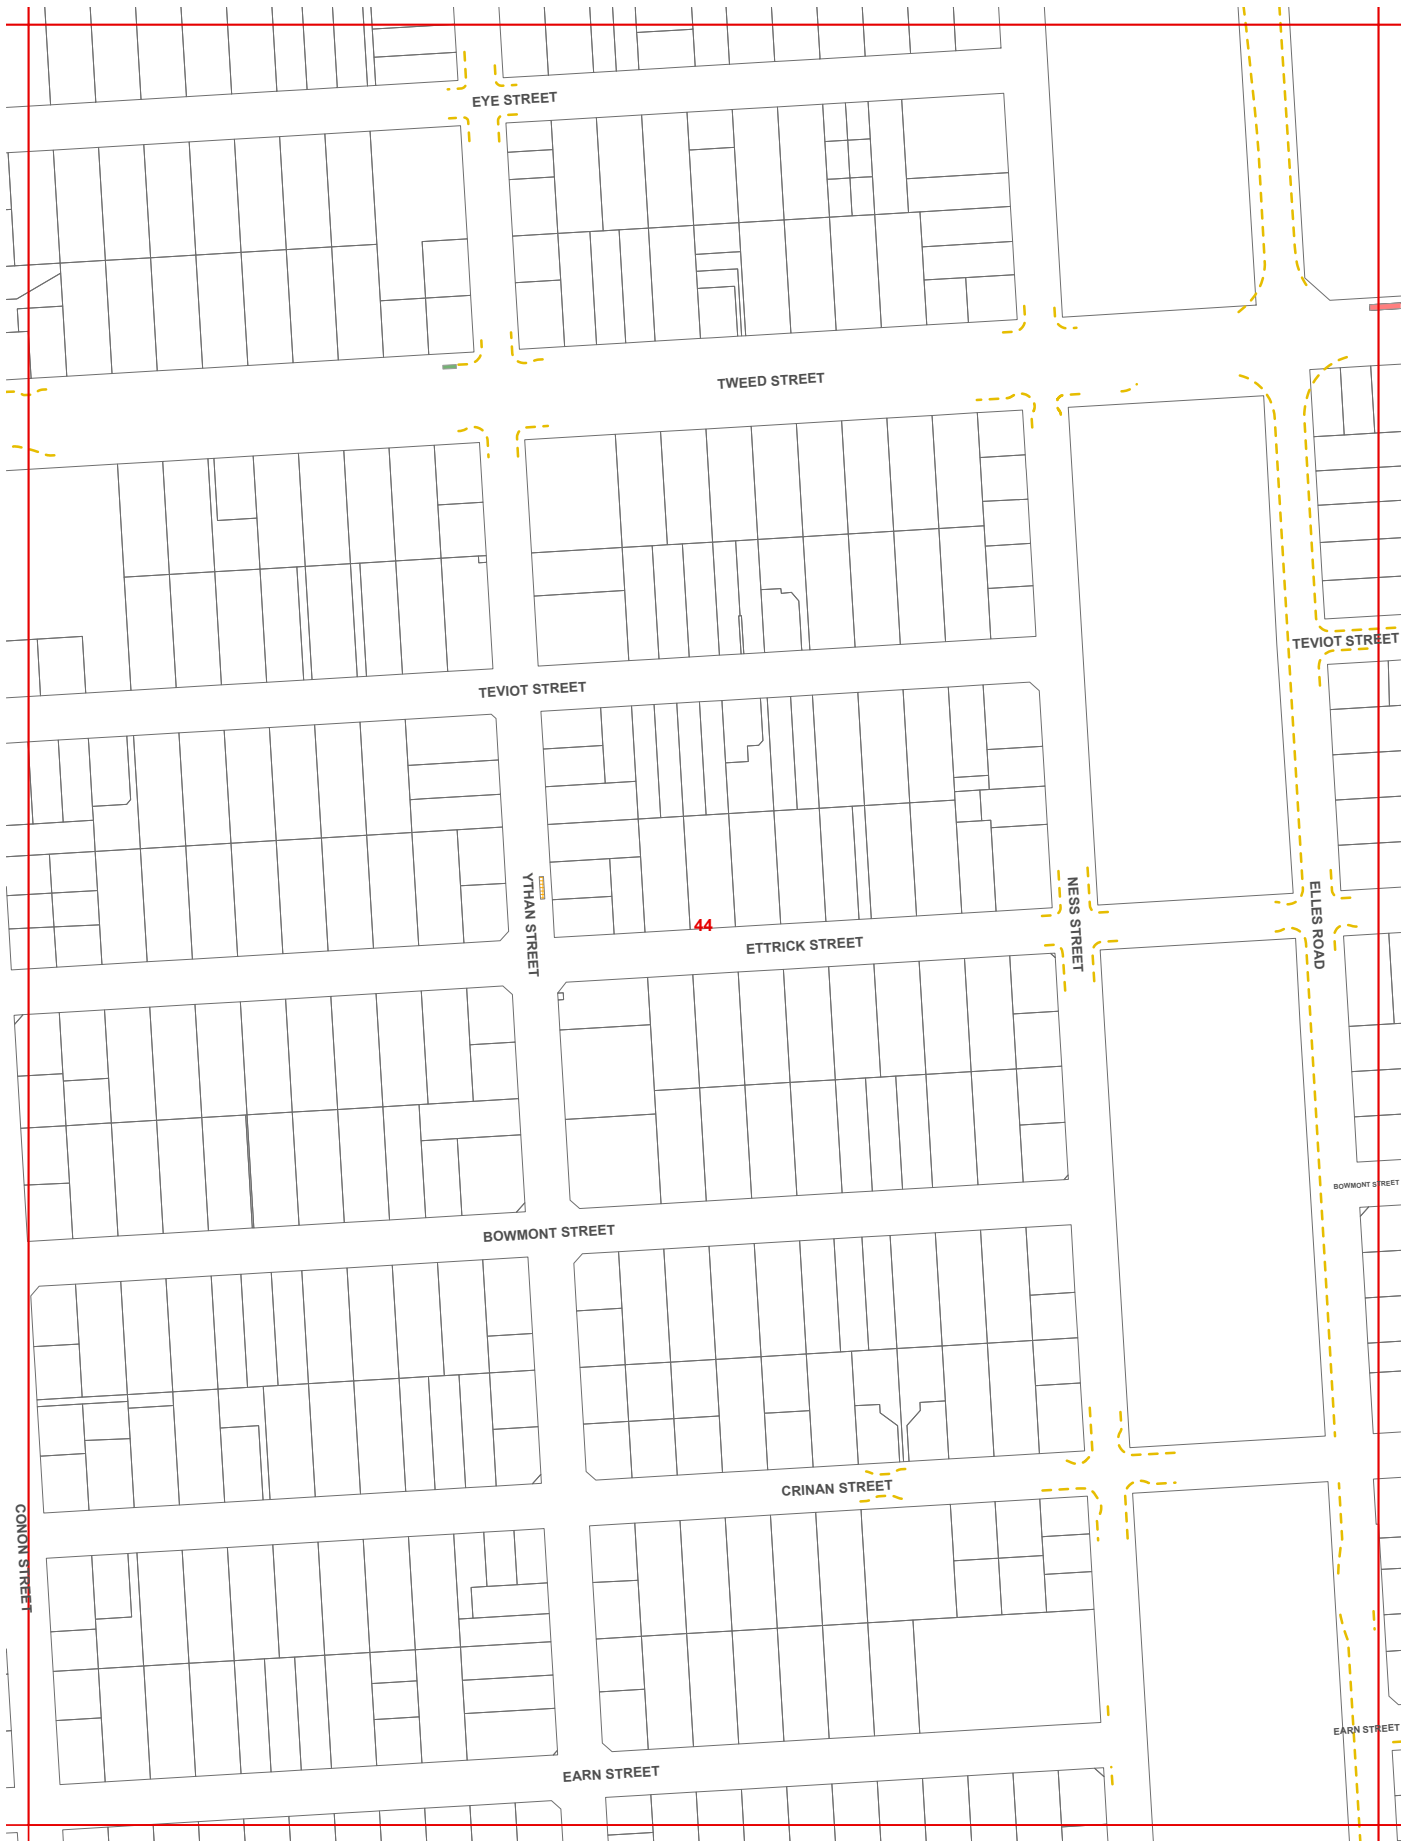 EYE STREET
TWEED STREET
TEVIOT STREET
TEVIOT STREET
YTHAN STREET
NESS STREET
ELLES ROAD
44
ETTRICK STREET
BOWMONT STREET
BOWMONT STREET
CRINAN STREET
CONON STREET
EARN STREET
EARN STREET